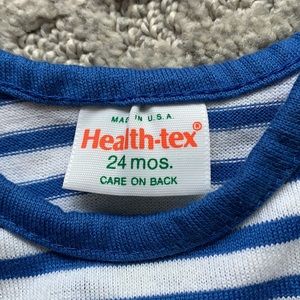 MADE IN U.S.A.
Health-tex®
24 mos.
CARE ON BACK